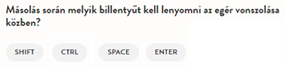 Másolás során melyik billentyűt kell lenyomni az egér vonszolása
közben?
SHIFT CTRL SPACE ENTER